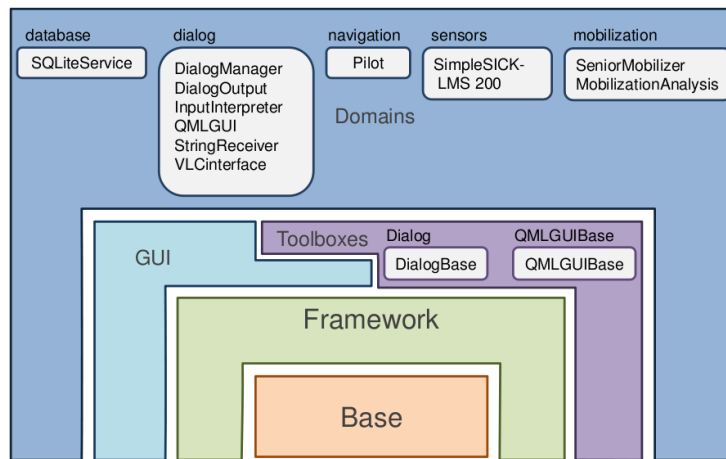 database
SQLiteService
dialog
DialogManager
DialogOutput
InputInterpreter
QMLGUI
StringReceiver
VLCinterface
navigation
Pilot
sensors
SimpleSICK-
LMS 200
mobilization
SeniorMobilizer
MobilizationAnalysis
Domains
GUI
Toolboxes
Dialog
DialogBase
QMLGUIBase
QMLGUIBase
Framework
Base